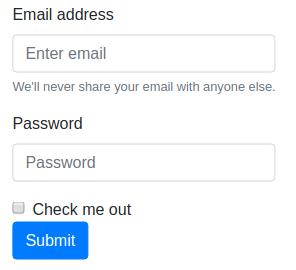 Email address
Enter email
We'll never share your email with anyone else.
Password
Password
Check me out
Submit